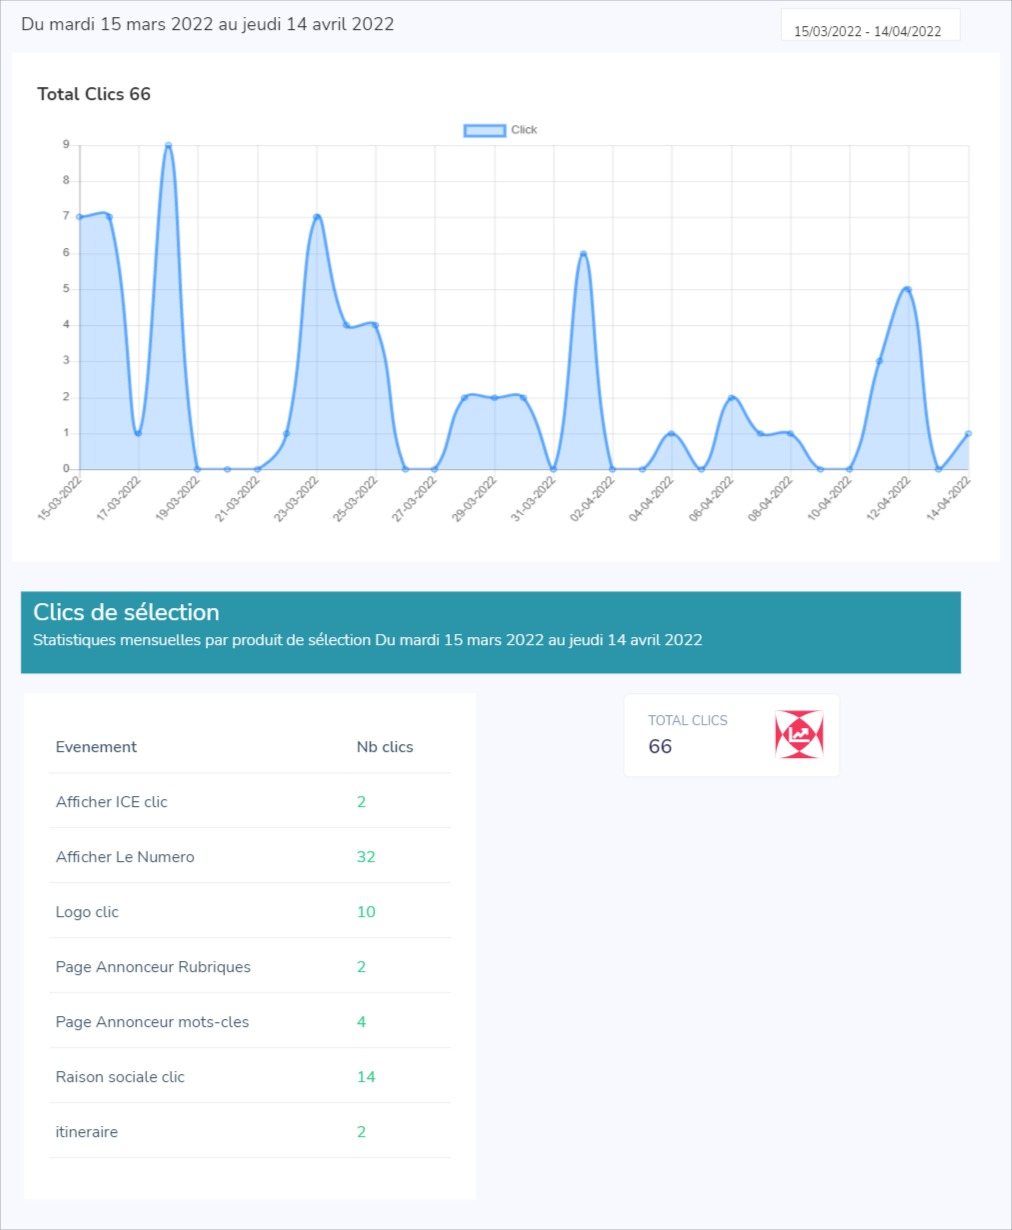 Du mardi 15 mars 2022 au jeudi 14 avril 2022
15/03/2022 - 14/04/2022
Total Clics 66
Click
9
8
7
6
5
4
3
2
1
0
15-03-2022
17-03-2022
19-03-2022
21-03-2022
23-03-2022
25-03-2022
27-03-2022
29-03-2022
31-03-2022
02-04-2022
04-04-2022
06-04-2022
08-04-2022
10-04-2022
12-04-2022
14-04-2022
Clics de sélection
Statistiques mensuelles par produit de sélection Du mardi 15 mars 2022 au jeudi 14 avril 2022
TOTAL CLICS
66
Evenement Nb clics
Afficher ICE clic 2
Afficher Le Numero 32
Logo clic 10
Page Annonceur Rubriques 2
Page Annonceur mots-cles 4
Raison sociale clic 14
itineraire 2